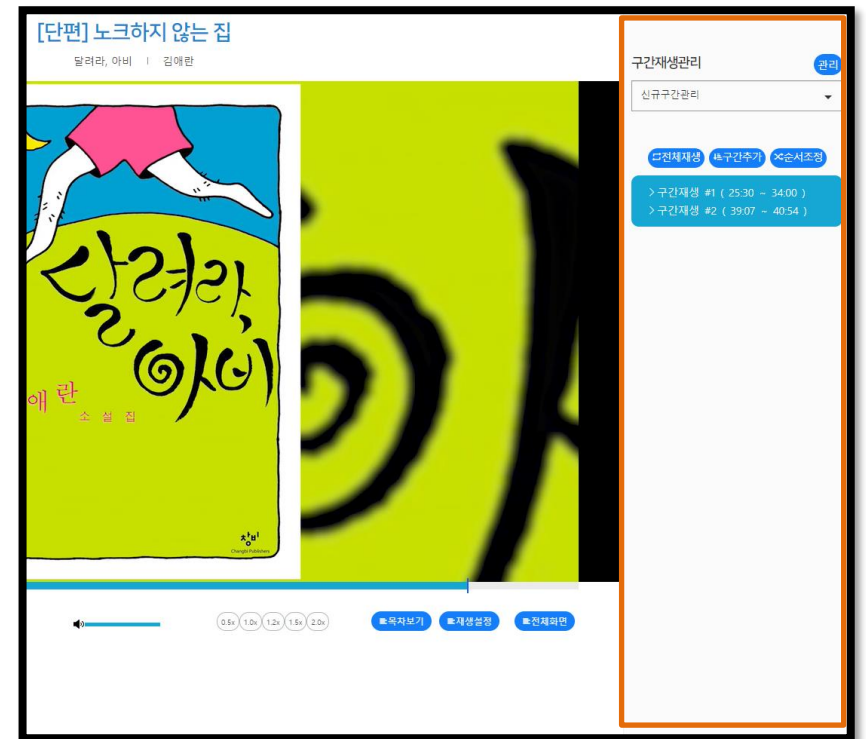 [단편] 노크하지 않는 집
달려라, 아비 | 김애란
달려라,
아비
애란
소설집
창비
Changbi Publishers
0.5x 1.0x 1.2x 1.5x 2.0x
목차보기 재생설정 전체화면
구간재생관리 관리
신규구간관리
전체재생 구간추가 순서조정
> 구간재생 #1 ( 25:30 ~ 34:00 )
> 구간재생 #2 ( 39:07 ~ 40:54 )